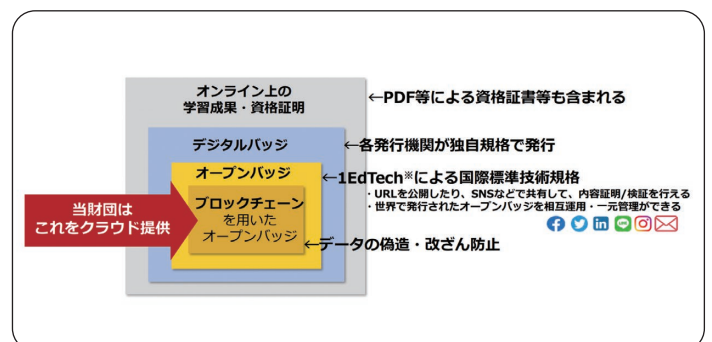 オンライン上の
学習成果・資格証明
←PDF等による資格証書等も含まれる
デジタルバッジ
←各発行機関が独自規格で発行
オープンバッジ
←1EdTech※による国際標準技術規格
・URLを公開したり、SNSなどで共有して、内容証明/検証を行える
・世界で発行されたオープンバッジを相互運用・一元管理ができる
ブロックチェーン
を用いた
オープンバッジ
当財団は
これをクラウド提供
←データの偽造・改ざん防止